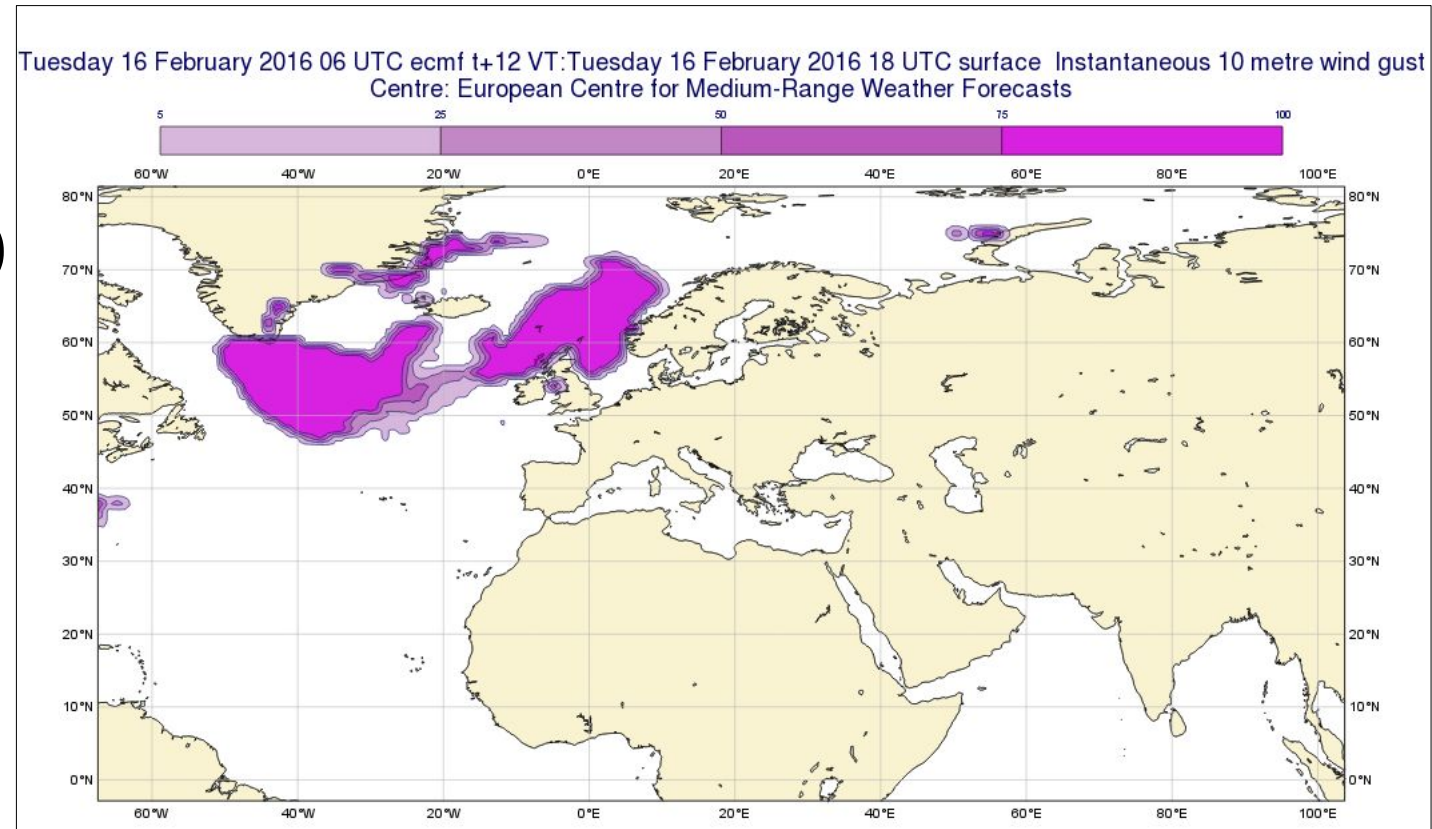 )
Tuesday 16 February 2016 06 UTC ecmf t+12 VT:Tuesday 16 February 2016 18 UTC surface Instantaneous 10 metre wind gust
Centre: European Centre for Medium-Range Weather Forecasts
5 25 50 75 100
60°W 40°W 20°W 0°E 20°E 40°E 60°E 80°E 100°E
80°N 80°N
70°N 70°N
60°N 60°N
50°N 50°N
40°N 40°N
30°N 30°N
20°N 20°N
10°N 10°N
0°N 0°N
60°W 40°W 20°W 0°E 20°E 40°E 60°E 80°E 100°E